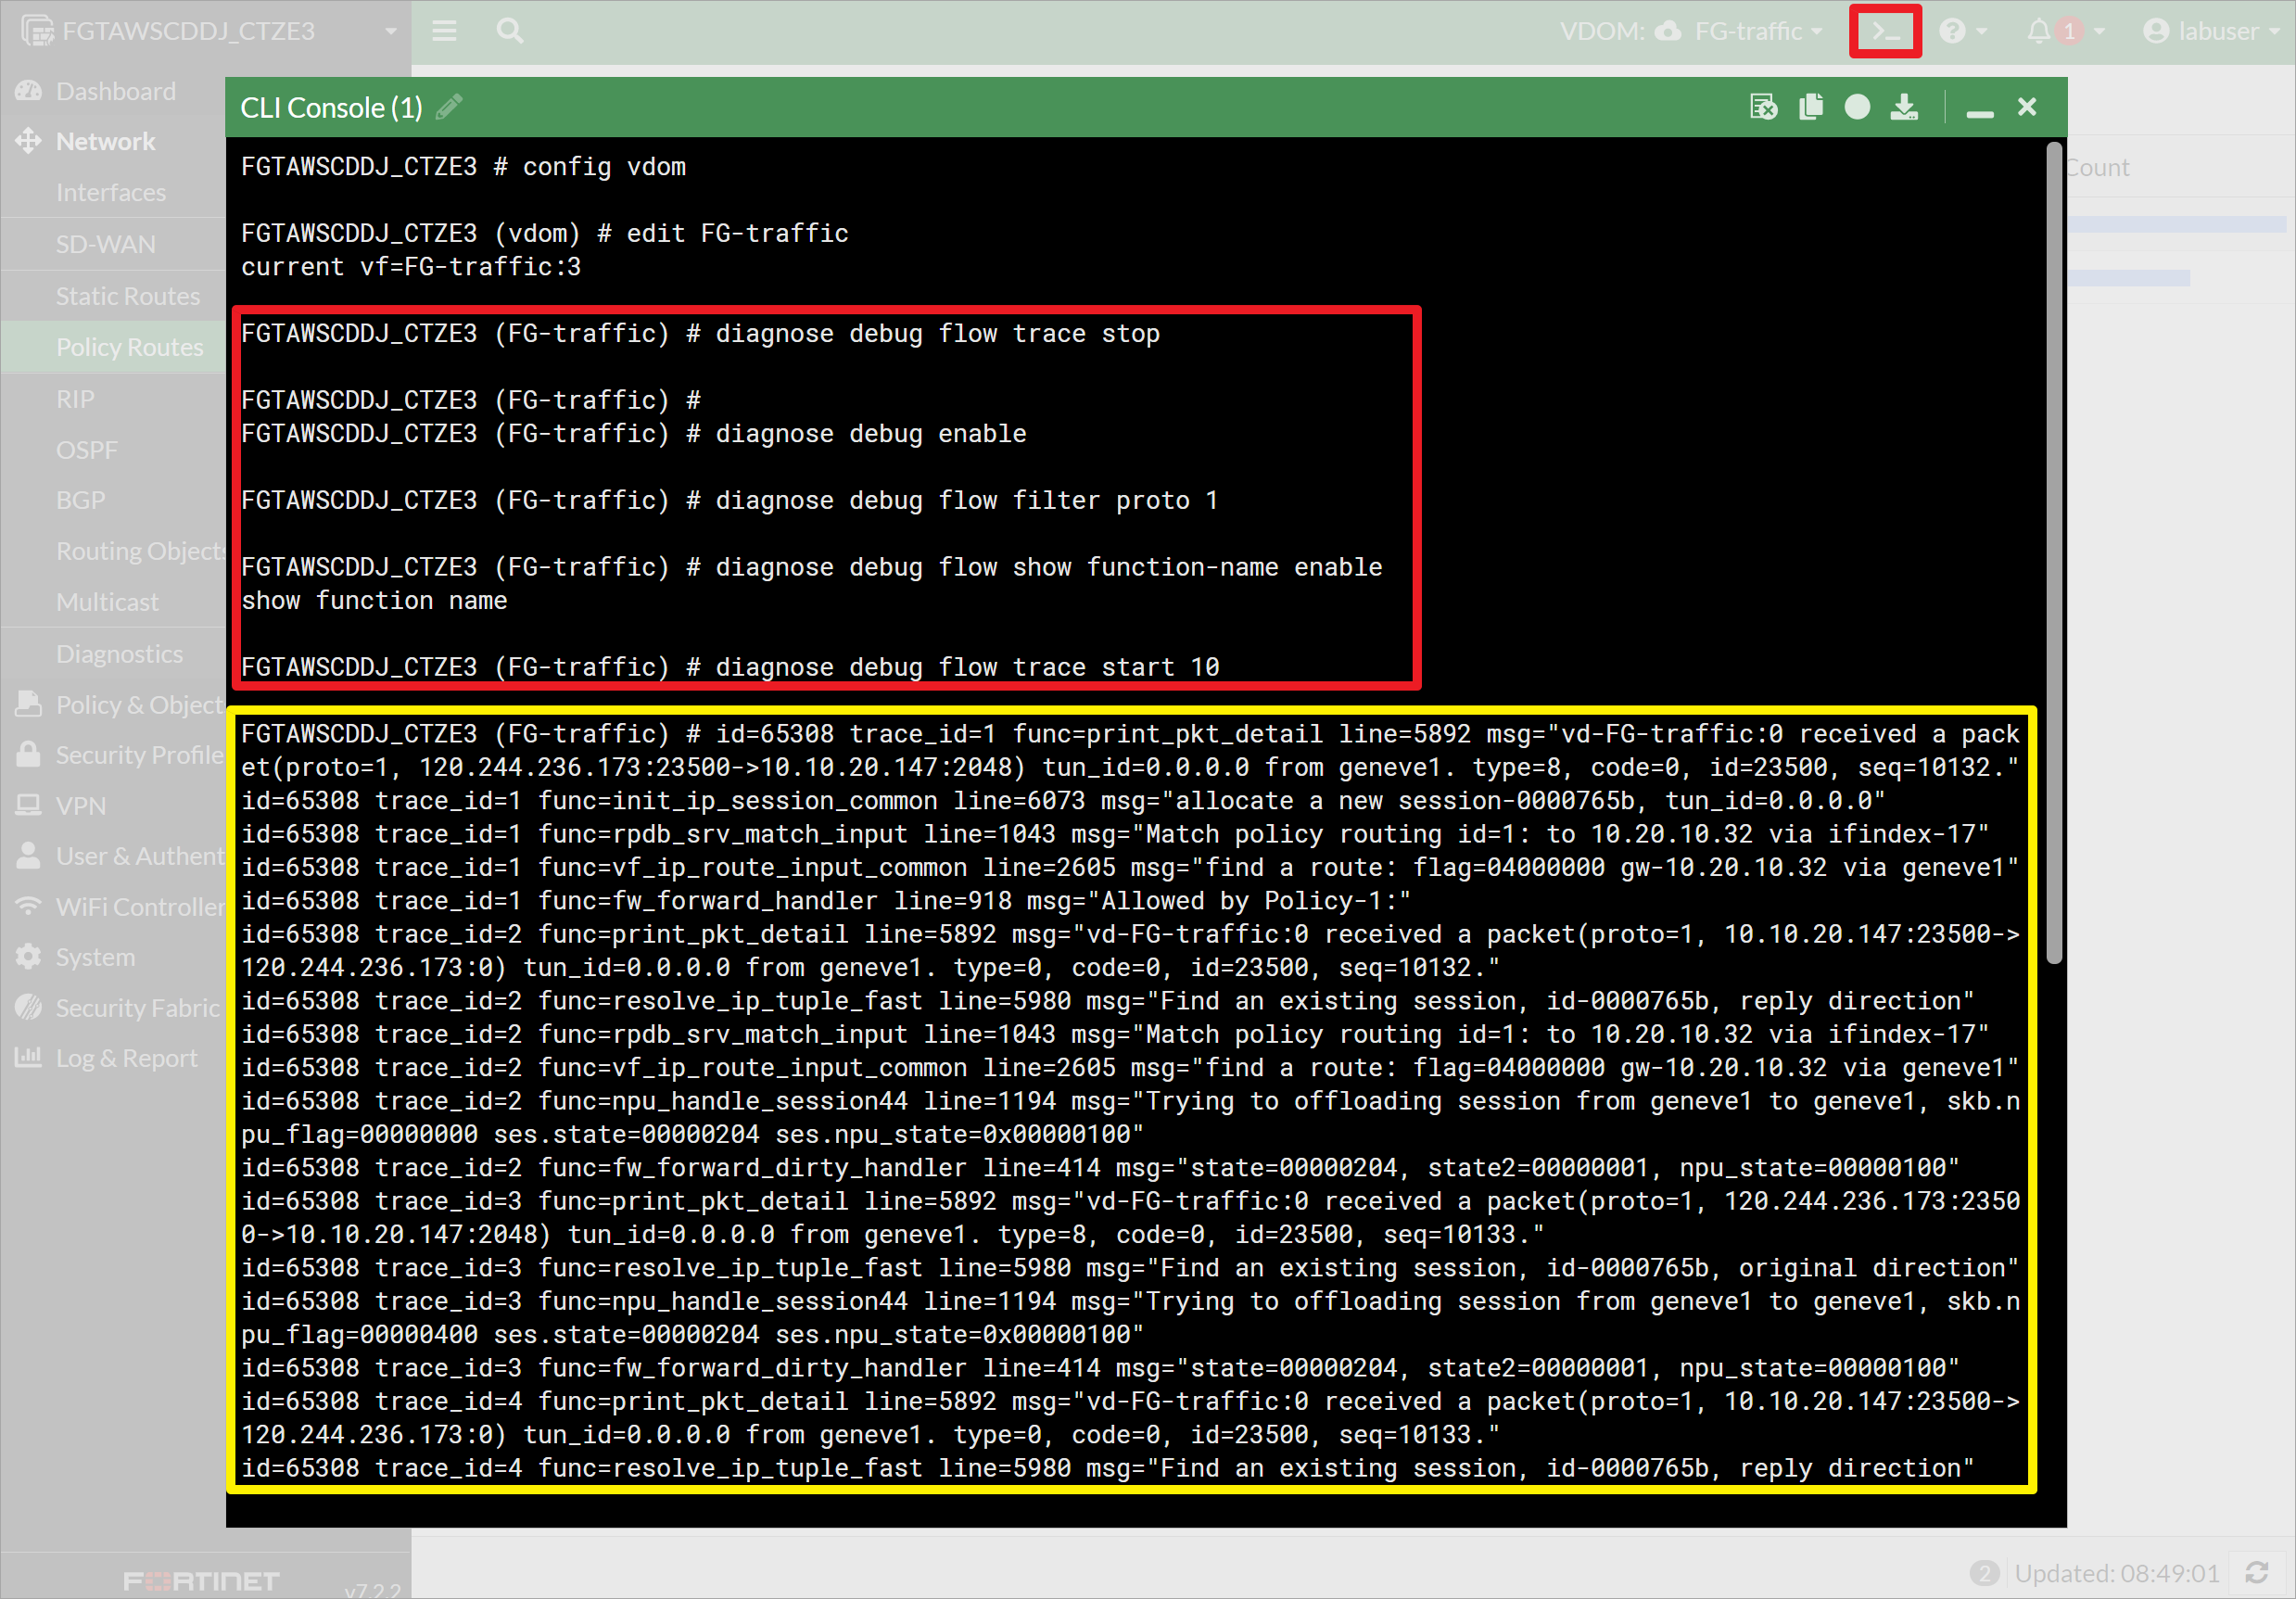 FGTAWSCDDJ_CTZE3
VDOM: FG-traffic
>_
?
1
labuser
Dashboard
Network
Interfaces
SD-WAN
Static Routes
Policy Routes
RIP
OSPF
BGP
Routing Objects
Multicast
Diagnostics
Policy & Object
Security Profile
VPN
User & Authent
WiFi Controller
System
Security Fabric
Log & Report
FORTINET
v7.2.2
Count
CLI Console (1)
FGTAWSCDDJ_CTZE3 # config vdom
FGTAWSCDDJ_CTZE3 (vdom) # edit FG-traffic
current vf=FG-traffic:3
FGTAWSCDDJ_CTZE3 (FG-traffic) # diagnose debug flow trace stop
FGTAWSCDDJ_CTZE3 (FG-traffic) #
FGTAWSCDDJ_CTZE3 (FG-traffic) # diagnose debug enable
FGTAWSCDDJ_CTZE3 (FG-traffic) # diagnose debug flow filter proto 1
FGTAWSCDDJ_CTZE3 (FG-traffic) # diagnose debug flow show function-name enable
show function name
FGTAWSCDDJ_CTZE3 (FG-traffic) # diagnose debug flow trace start 10
FGTAWSCDDJ_CTZE3 (FG-traffic) # id=65308 trace_id=1 func=print_pkt_detail line=5892 msg="vd-FG-traffic:0 received a pack
et(proto=1, 120.244.236.173:23500->10.10.20.147:2048) tun_id=0.0.0.0 from geneve1. type=8, code=0, id=23500, seq=10132."
id=65308 trace_id=1 func=init_ip_session_common line=6073 msg="allocate a new session-0000765b, tun_id=0.0.0.0"
id=65308 trace_id=1 func=rpdb_srv_match_input line=1043 msg="Match policy routing id=1: to 10.20.10.32 via ifindex-17"
id=65308 trace_id=1 func=vf_ip_route_input_common line=2605 msg="find a route: flag=04000000 gw-10.20.10.32 via geneve1"
id=65308 trace_id=1 func=fw_forward_handler line=918 msg="Allowed by Policy-1:"
id=65308 trace_id=2 func=print_pkt_detail line=5892 msg="vd-FG-traffic:0 received a packet(proto=1, 10.10.20.147:23500->
120.244.236.173:0) tun_id=0.0.0.0 from geneve1. type=0, code=0, id=23500, seq=10132."
id=65308 trace_id=2 func=resolve_ip_tuple_fast line=5980 msg="Find an existing session, id-0000765b, reply direction"
id=65308 trace_id=2 func=rpdb_srv_match_input line=1043 msg="Match policy routing id=1: to 10.20.10.32 via ifindex-17"
id=65308 trace_id=2 func=vf_ip_route_input_common line=2605 msg="find a route: flag=04000000 gw-10.20.10.32 via geneve1"
id=65308 trace_id=2 func=npu_handle_session44 line=1194 msg="Trying to offloading session from geneve1 to geneve1, skb.n
pu_flag=00000000 ses.state=00000204 ses.npu_state=0x00000100"
id=65308 trace_id=2 func=fw_forward_dirty_handler line=414 msg="state=00000204, state2=00000001, npu_state=00000100"
id=65308 trace_id=3 func=print_pkt_detail line=5892 msg="vd-FG-traffic:0 received a packet(proto=1, 120.244.236.173:2350
0->10.10.20.147:2048) tun_id=0.0.0.0 from geneve1. type=8, code=0, id=23500, seq=10133."
id=65308 trace_id=3 func=resolve_ip_tuple_fast line=5980 msg="Find an existing session, id-0000765b, original direction"
id=65308 trace_id=3 func=npu_handle_session44 line=1194 msg="Trying to offloading session from geneve1 to geneve1, skb.n
pu_flag=00000400 ses.state=00000204 ses.npu_state=0x00000100"
id=65308 trace_id=3 func=fw_forward_dirty_handler line=414 msg="state=00000204, state2=00000001, npu_state=00000100"
id=65308 trace_id=4 func=print_pkt_detail line=5892 msg="vd-FG-traffic:0 received a packet(proto=1, 10.10.20.147:23500->
120.244.236.173:0) tun_id=0.0.0.0 from geneve1. type=0, code=0, id=23500, seq=10133."
id=65308 trace_id=4 func=resolve_ip_tuple_fast line=5980 msg="Find an existing session, id-0000765b, reply direction"
2 Updated: 08:49:01